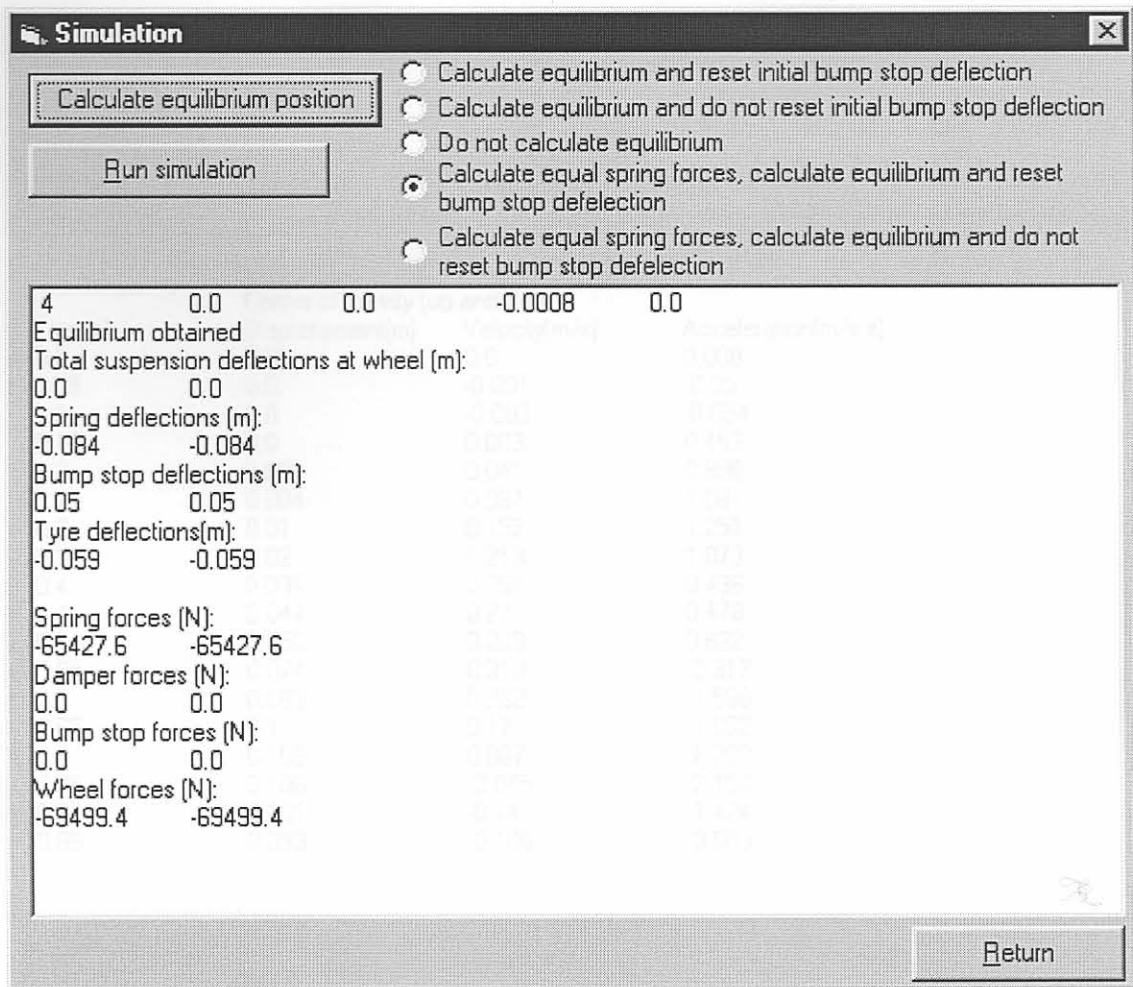 Simulation
Calculate equilibrium position
Run simulation
Calculate equilibrium and reset initial bump stop deflection
Calculate equilibrium and do not reset initial bump stop deflection
Do not calculate equilibrium
Calculate equal spring forces, calculate equilibrium and reset
bump stop defelection
Calculate equal spring forces, calculate equilibrium and do not
reset bump stop defelection
4 0.0 0.0 -0.0008 0.0
Equilibrium obtained
Total suspension deflections at wheel (m):
0.0 0.0
Spring deflections (m):
-0.084 -0.084
Bump stop deflections (m):
0.05 0.05
Tyre deflections(m):
-0.059 -0.059
Spring forces (N):
-65427.6 -65427.6
Damper forces (N):
0.0 0.0
Bump stop forces (N):
0.0 0.0
Wheel forces (N):
-69499.4 -69499.4
Return